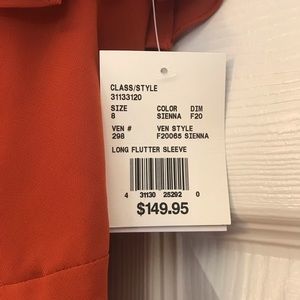 CLASS/STYLE
31133120
SIZE COLOR DIM
8 SIENNA F20
VEN # VEN STYLE
298 F20065 SIENNA
LONG FLUTTER SLEEVE
4 31130 25292 0
$149.95